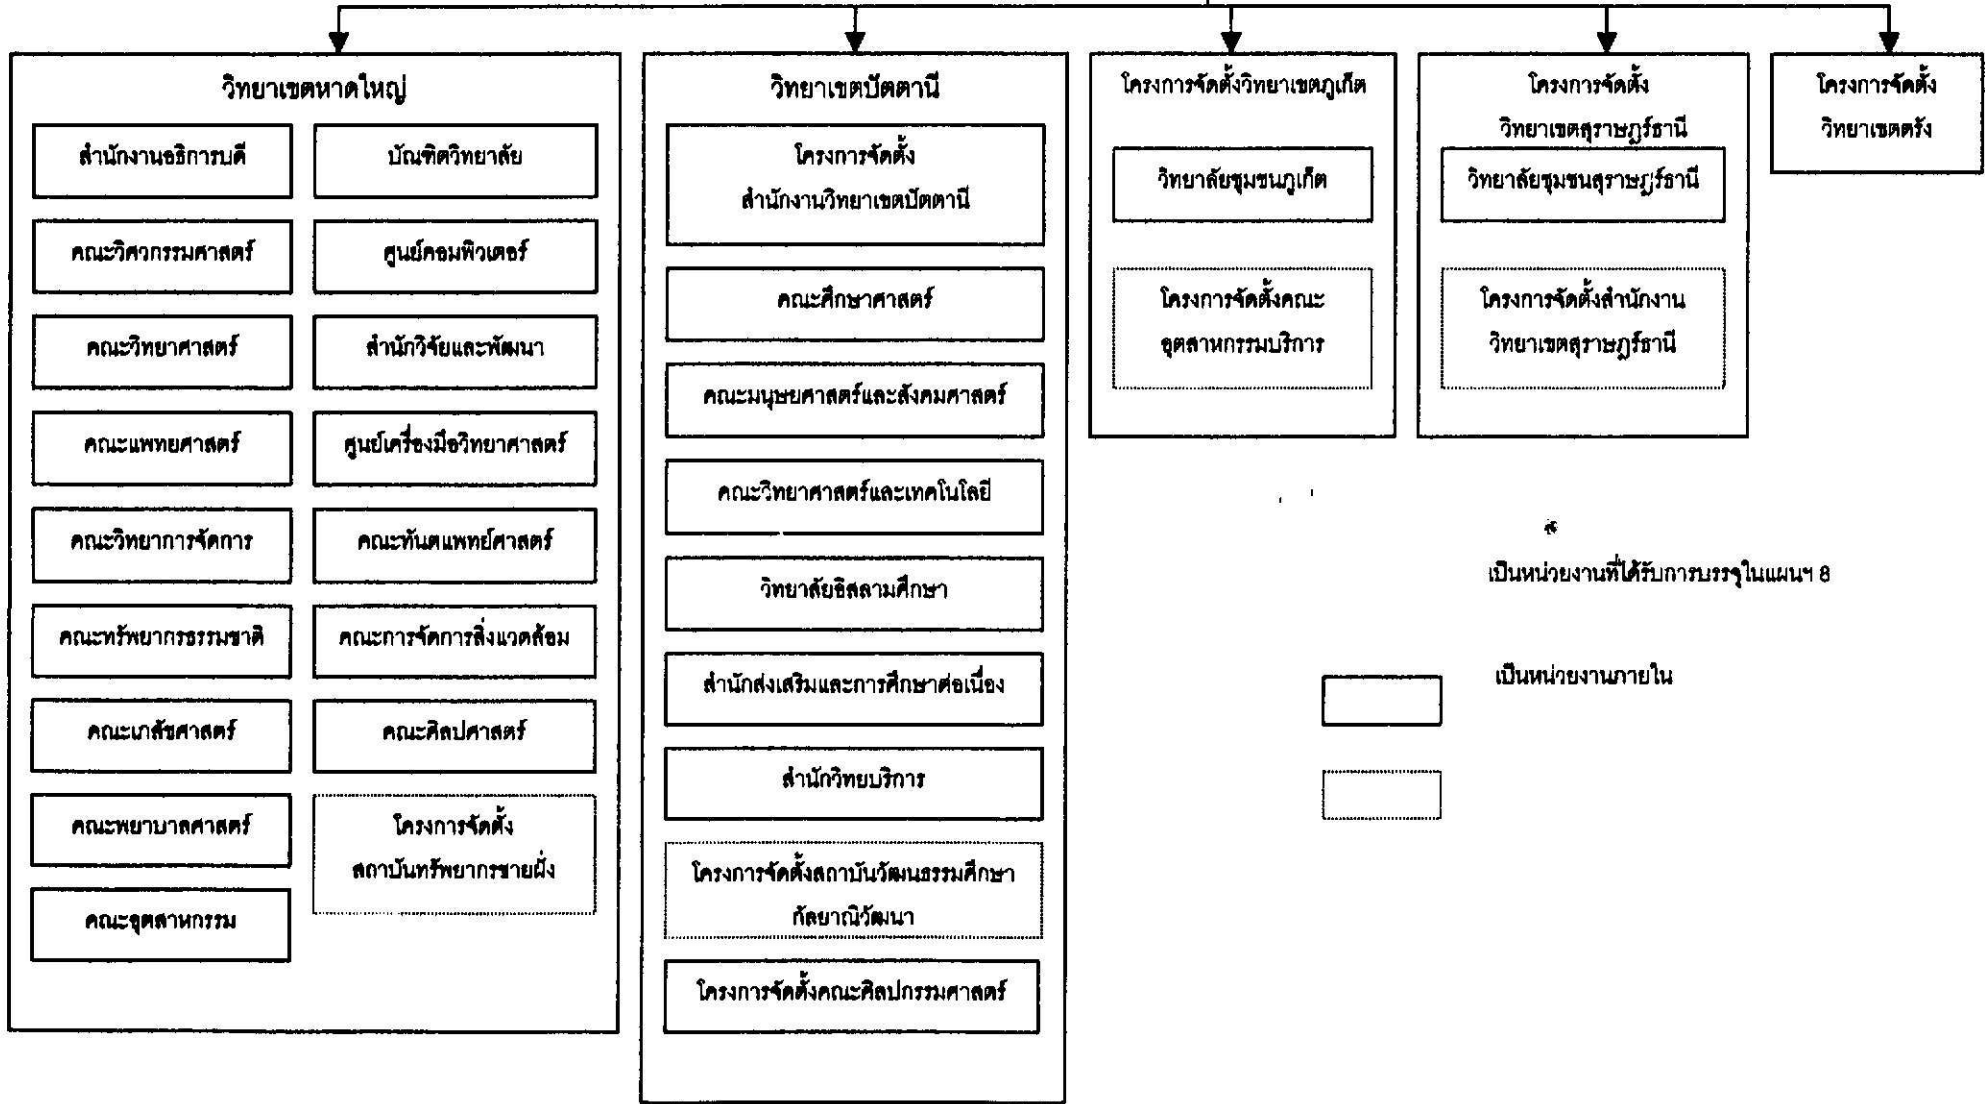 วิทยาเขตหาดใหญ่
สำนักงานอธิการบดี
บัณฑิตวิทยาลัย
คณะวิศวกรรมศาสตร์
ศูนย์คอมพิวเตอร์
คณะวิทยาศาสตร์
สำนักวิจัยและพัฒนา
คณะแพทยศาสตร์
ศูนย์เครื่องมือวิทยาศาสตร์
คณะวิทยาการจัดการ
คณะทันตแพทย์ศาสตร์
คณะทรัพยากรธรรมชาติ
คณะการจัดการสิ่งแวดล้อม
คณะเภสัชศาสตร์
คณะศิลปศาสตร์
คณะพยาบาลศาสตร์
โครงการจัดตั้ง
สถาบันทรัพยากรชายฝั่ง
คณะอุตสาหกรรม
วิทยาเขตปัตตานี
โครงการจัดตั้ง
สำนักงานวิทยาเขตปัตตานี
คณะศึกษาศาสตร์
คณะมนุษยศาสตร์และสังคมศาสตร์
คณะวิทยาศาสตร์และเทคโนโลยี
วิทยาลัยอิสลามศึกษา
สำนักส่งเสริมและการศึกษาต่อเนื่อง
สำนักวิทยบริการ
โครงการจัดตั้งสถาบันวัฒนธรรมศึกษา
กัลยาณิวัฒนา
โครงการจัดตั้งคณะศิลปกรรมศาสตร์
โครงการจัดตั้งวิทยาเขตภูเก็ต
วิทยาลัยชุมชนภูเก็ต
โครงการจัดตั้งคณะ
อุตสาหกรรมบริการ
โครงการจัดตั้ง
วิทยาเขตสุราษฎร์ธานี
วิทยาลัยชุมชนสุราษฎร์ธานี
โครงการจัดตั้งสำนักงาน
วิทยาเขตสุราษฎร์ธานี
โครงการจัดตั้ง
วิทยาเขตตรัง
เป็นหน่วยงานที่ได้รับการบรรจุในแผนฯ 8
เป็นหน่วยงานภายใน